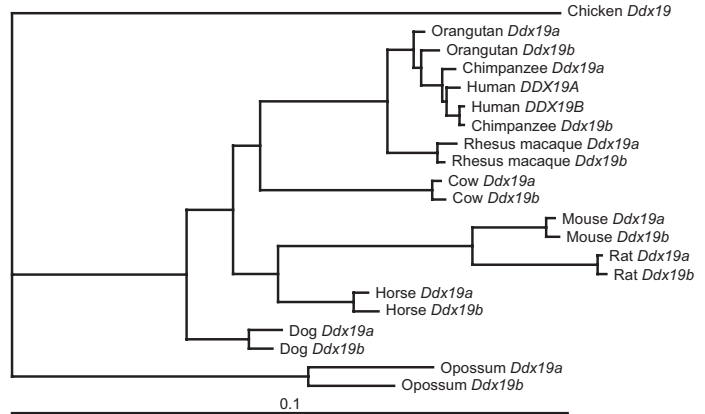 Chicken Ddx19
Orangutan Ddx19a
Orangutan Ddx19b
Chimpanzee Ddx19a
Human DDX19A
Human DDX19B
Chimpanzee Ddx19b
Rhesus macaque Ddx19a
Rhesus macaque Ddx19b
Cow Ddx19a
Cow Ddx19b
Mouse Ddx19a
Mouse Ddx19b
Rat Ddx19a
Rat Ddx19b
Horse Ddx19a
Horse Ddx19b
Dog Ddx19a
Dog Ddx19b
Opossum Ddx19a
Opossum Ddx19b
0.1